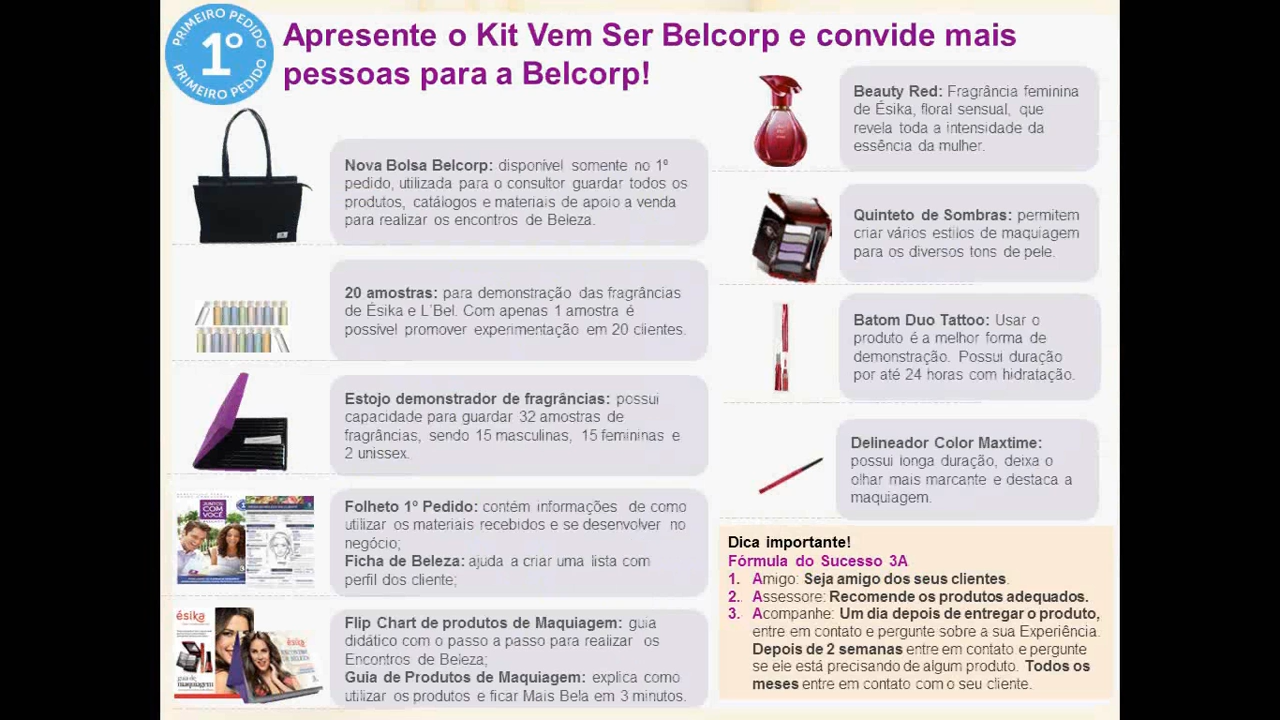 PRIMEIRO PEDIDO
1º
PRIMEIRO PEDIDO
Apresente o Kit Vem Ser Belcorp e convide mais
pessoas para a Belcorp!
Nova Bolsa Belcorp: disponível somente no 1º
pedido, utilizada para o consultor guardar todos os
produtos, catálogos e materiais de apoio a venda
para realizar os encontros de Beleza.
20 amostras: para demonstração das fragrâncias
de Ésika e L`Bel. Com apenas 1 amostra é
possível promover experimentação em 20 clientes.
Estojo demonstrador de fragrâncias: possui
capacidade para guardar 32 amostras de
fragrâncias, sendo 15 masculinas, 15 femininas e
2 unissex.
JUNTOS
COM
VOCÊ
Folheto 1º Pedido: contém informações de como
utilizar os materiais recebidos e se desenvolver no
negócio;
Ficha de Beleza: ajuda a criar uma lista com
perfil dos cliente;
ésika
guia de
maquiagem
ésika
ENCONTRO
DE BELEZA
Flip Chart de produtos de Maquiagem: guia
prático com o passo a passo para realizar os
Encontros de Beleza;
Guia de Produtos de Maquiagem: explica como
utilizar os produtos e ficar Mais Bela em 3 minutos.
Beauty Red: Fragrância feminina
de Ésika, floral sensual, que
revela toda a intensidade da
essência da mulher.
Quinteto de Sombras: permitem
criar vários estilos de maquiagem
para os diversos tons de pele.
Batom Duo Tattoo: Usar o
produto é a melhor forma de
demonstração. Possui duração
por até 24 horas com hidratação.
Delineador Color Maxtime:
possui longa duração, deixa o
olhar mais marcante e destaca a
maquiagem.
Dica importante!
Fórmula do Sucesso 3A
1. Amigo: Seja amigo dos seus clientes.
2. Assessore: Recomende os produtos adequados.
3. Acompanhe: Um dia depois de entregar o produto,
entre em contato e pergunte sobre a sua Experiência.
Depois de 2 semanas entre em contato e pergunte
se ele está precisando de algum produto. Todos os
meses entre em contato com o seu cliente.